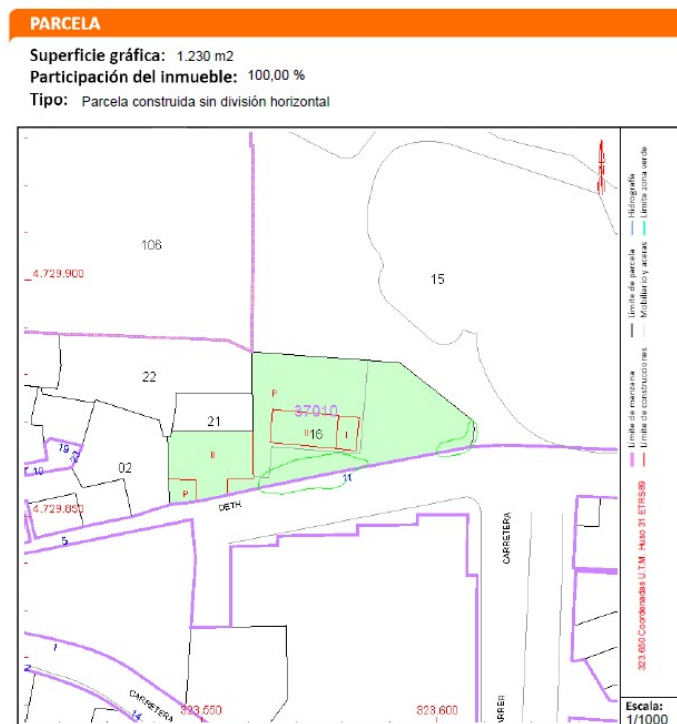 PARCELA
Superficie gráfica: 1.230 m2
Participación del inmueble: 100,00 %
Tipo: Parcela construida sin división horizontal
106
15
4.729.900
22
P
37010
21
16
II
I
II
19
23
10
02
11
P
DETH
4.729.850
5
CARRETERA
1
2
CARRETERA
14
323.550
323.600
CARRER
Límite de manzana
Límite de parcela
Hidrografía
Límite de construcciones
Mobiliario y aceras
Límite zona verde
323.650 Coordenadas U.T.M. Huso 31 ETRS89
Escala:
1/1000